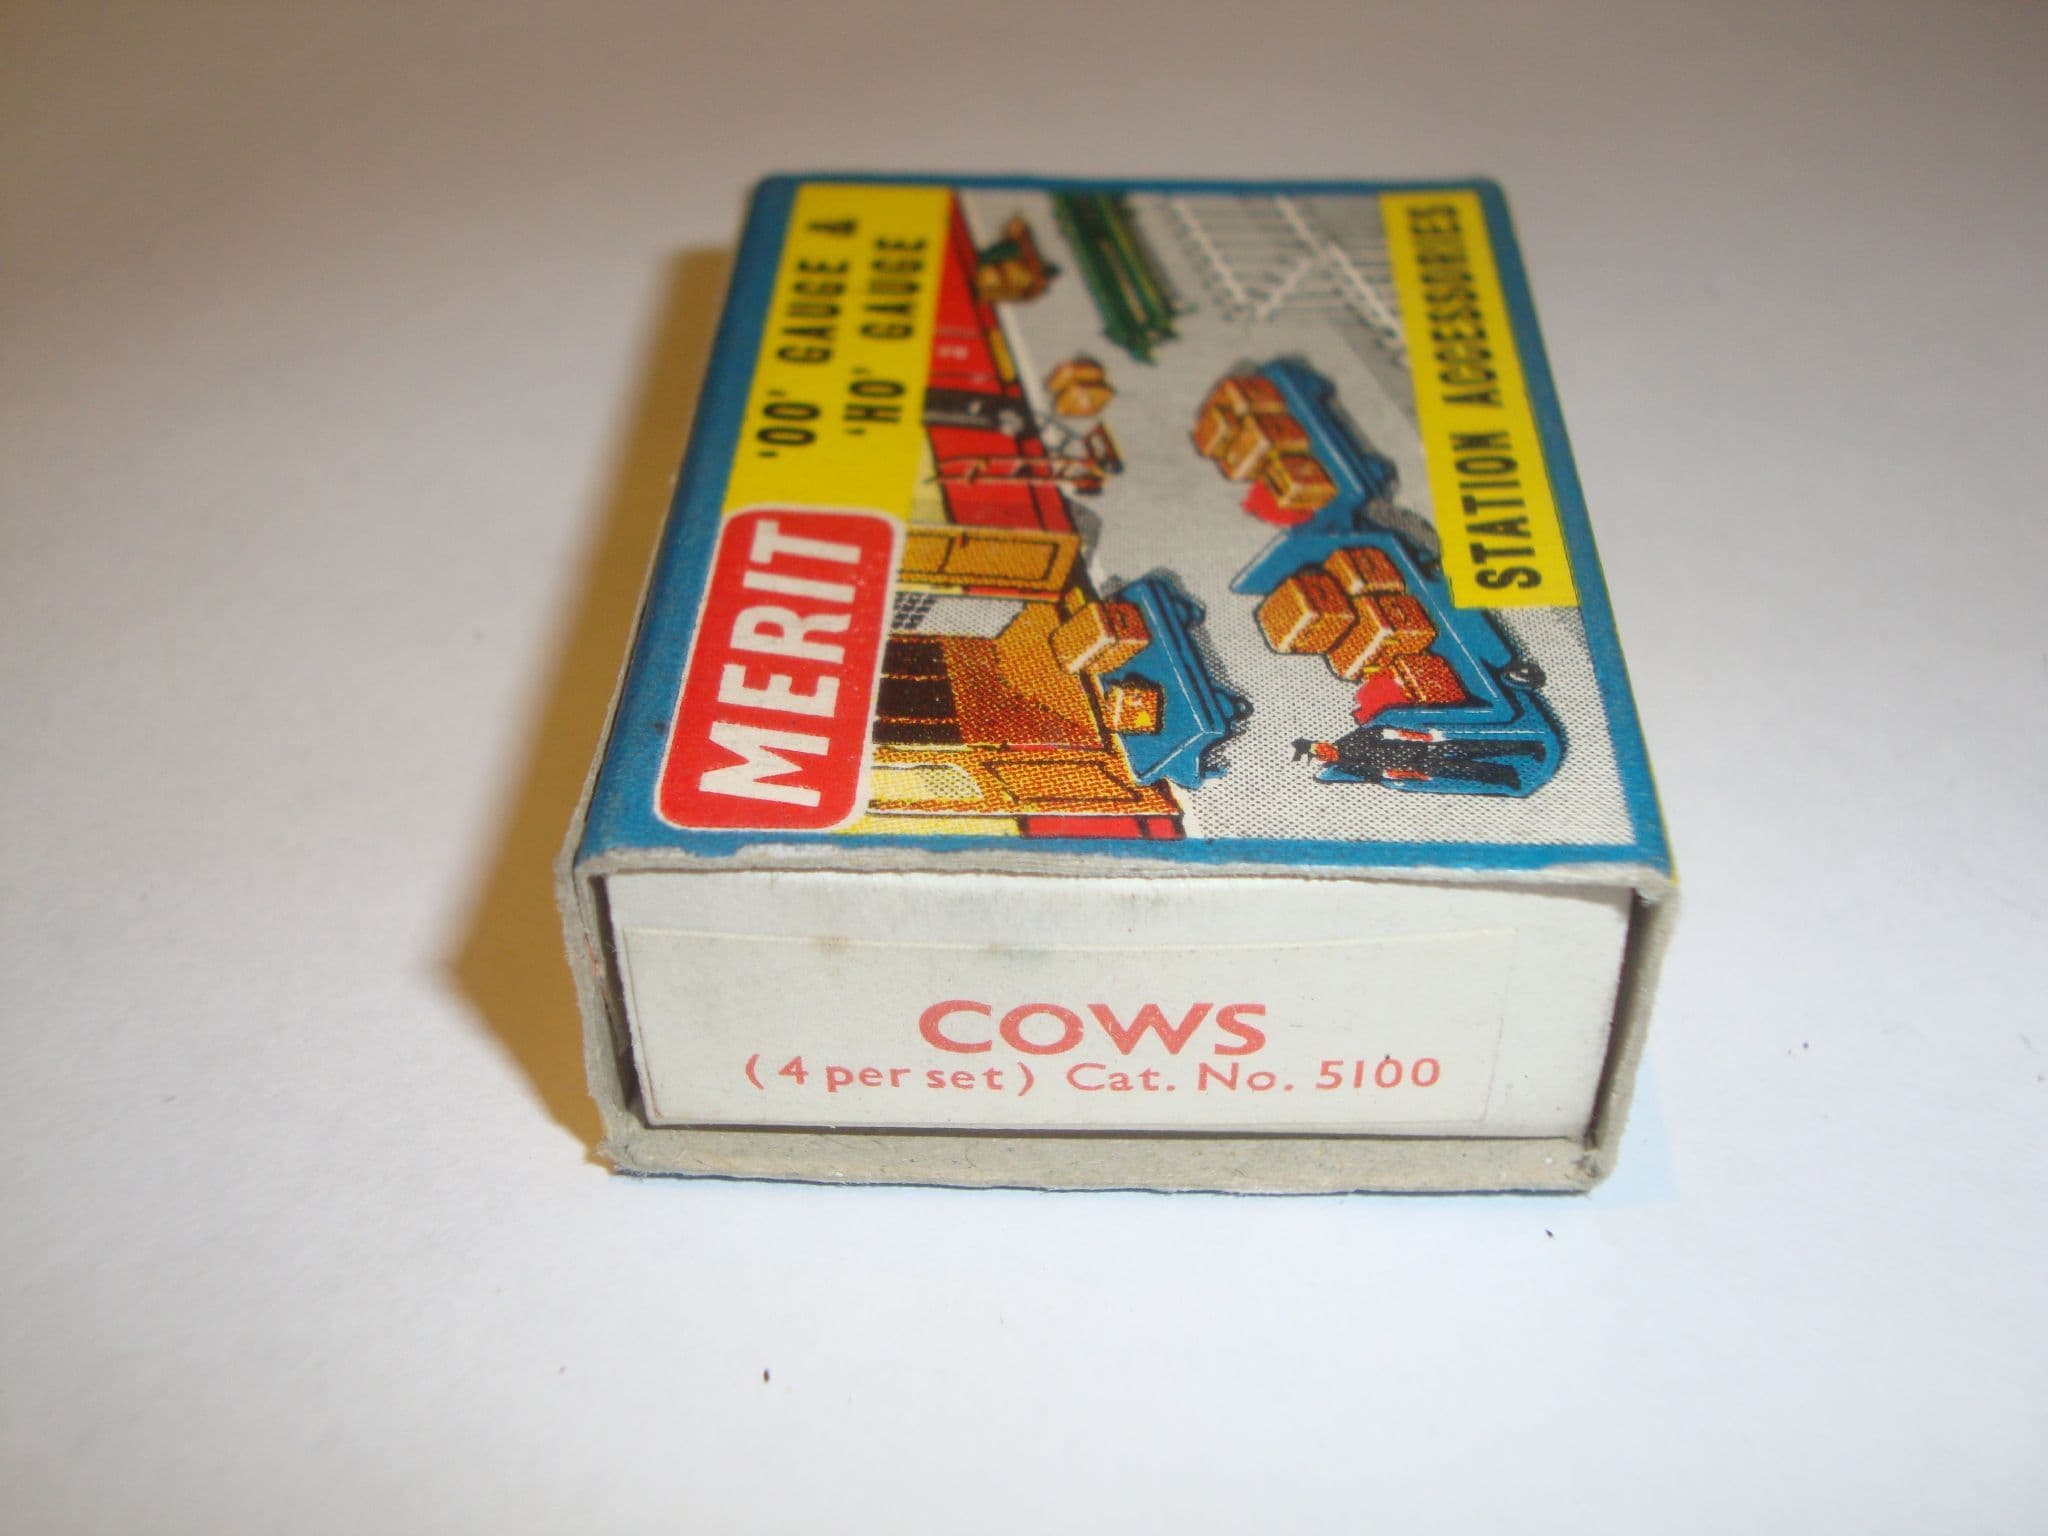 MERIT
'OO' GAUGE &
'HO' GAUGE
STATION ACCESSORIES
COWS
(4 per set) Cat. No. 5100